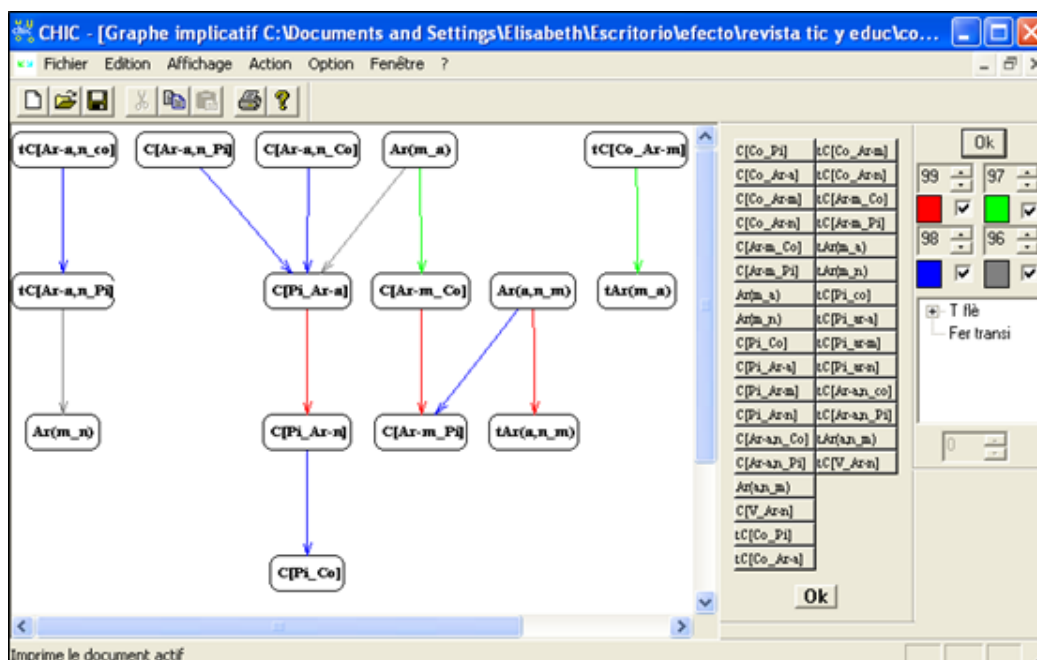 CHIC - [Graphe implicatif C:\Documents and Settings\Elisabeth\Escritorio\efecto\revista tic y educ\co...
Fichier Edition Affichage Action Option Fenêtre ?
tC[Ar-a,n_co] C[Ar-a,n_Pi] C[Ar-a,n_Co] Ar(m_a) tC[Co_Ar-m]
tC[Ar-a,n_Pi] C[Pi_Ar-a] C[Ar-m_Co] Ar(a,n_m) tAr(m_a)
Ar(m_n) C[Pi_Ar-n] C[Ar-m_Pi] tAr(a,n_m)
C[Pi_Co]
C[Co_Pi] tC[Co_Ar-m]
C[Co_Ar-a] tC[Co_Ar-n]
C[Co_Ar-m] tC[Ar-m_Co]
C[Co_Ar-n] tC[Ar-m_Pi]
C[Ar-m_Co] tAr(m_a)
C[Ar-m_Pi] tAr(m_n)
Ar(m_a) tC[Pi_co]
Ar(m_n) tC[Pi_ar-a]
C[Pi_Co] tC[Pi_ar-m]
C[Pi_Ar-a] tC[Pi_ar-n]
C[Pi_Ar-m] tC[Ar-a,n_co]
C[Pi_Ar-n] tC[Ar-a,n_Pi]
C[Ar-a,n_Co] tAr(a,n_m)
C[Ar-a,n_Pi] tC[V_Ar-n]
Ar(a,n_m)
C[V_Ar-n]
tC[Co_Pi]
tC[Co_Ar-a]
Ok
Ok
99 97
98 96
T flè
Fer transi
0
Imprime le document actif